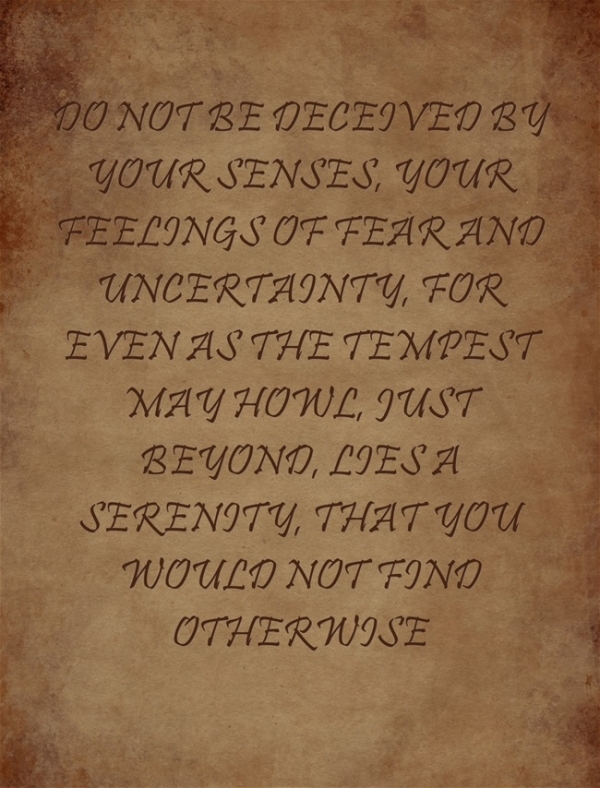 DO NOT BE DECEIVED BY
YOUR SENSES, YOUR
FEELINGS OF FEAR AND
UNCERTAINTY, FOR
EVEN AS THE TEMPEST
MAY HOWL, JUST
BEYOND, LIES A
SERENITY, THAT YOU
WOULD NOT FIND
OTHERWISE